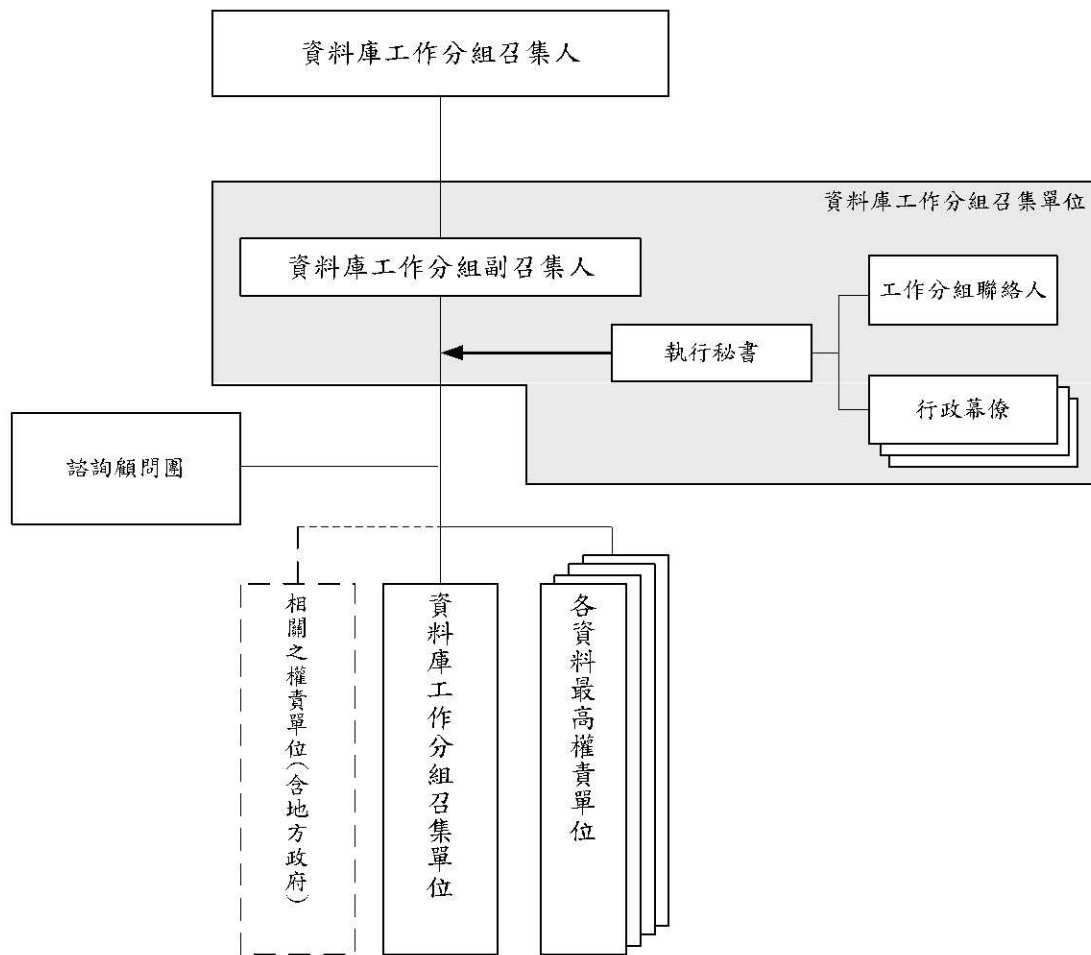 資料庫工作分組召集人
資料庫工作分組召集單位
資料庫工作分組副召集人
工作分組聯絡人
執行秘書
行政幕僚
諮詢顧問團
相關之權責單位(含地方政府)
資料庫工作分組召集單位
各資料最高權責單位